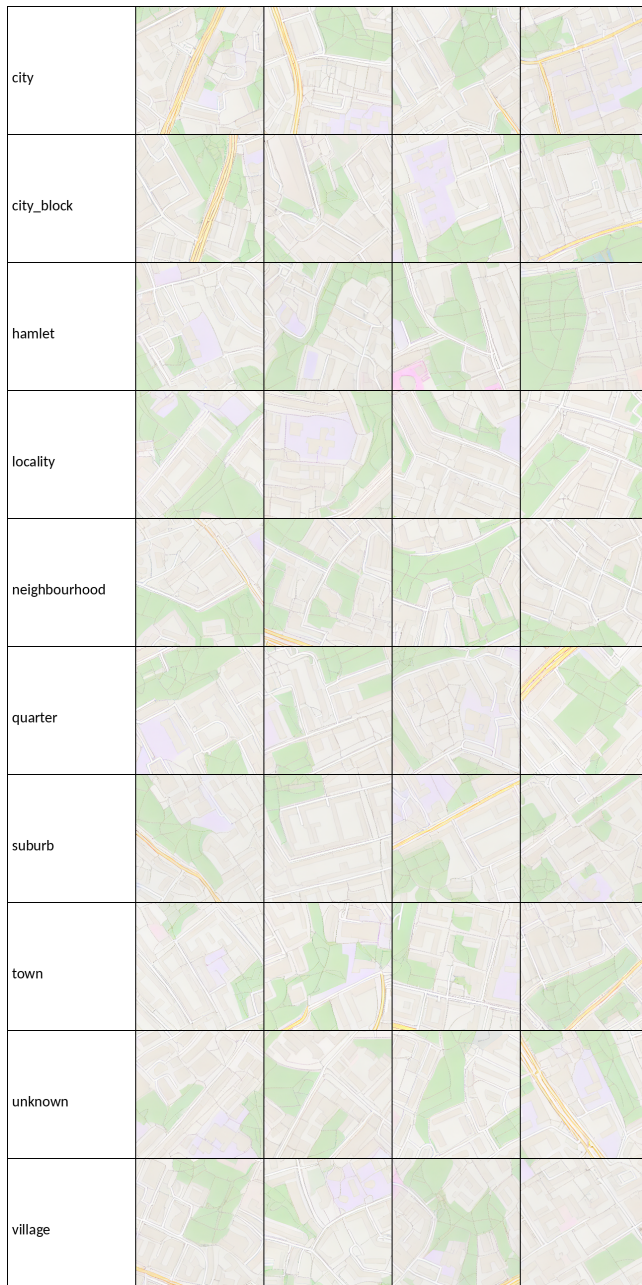 city
city_block
hamlet
locality
neighbourhood
quarter
suburb
town
unknown
village